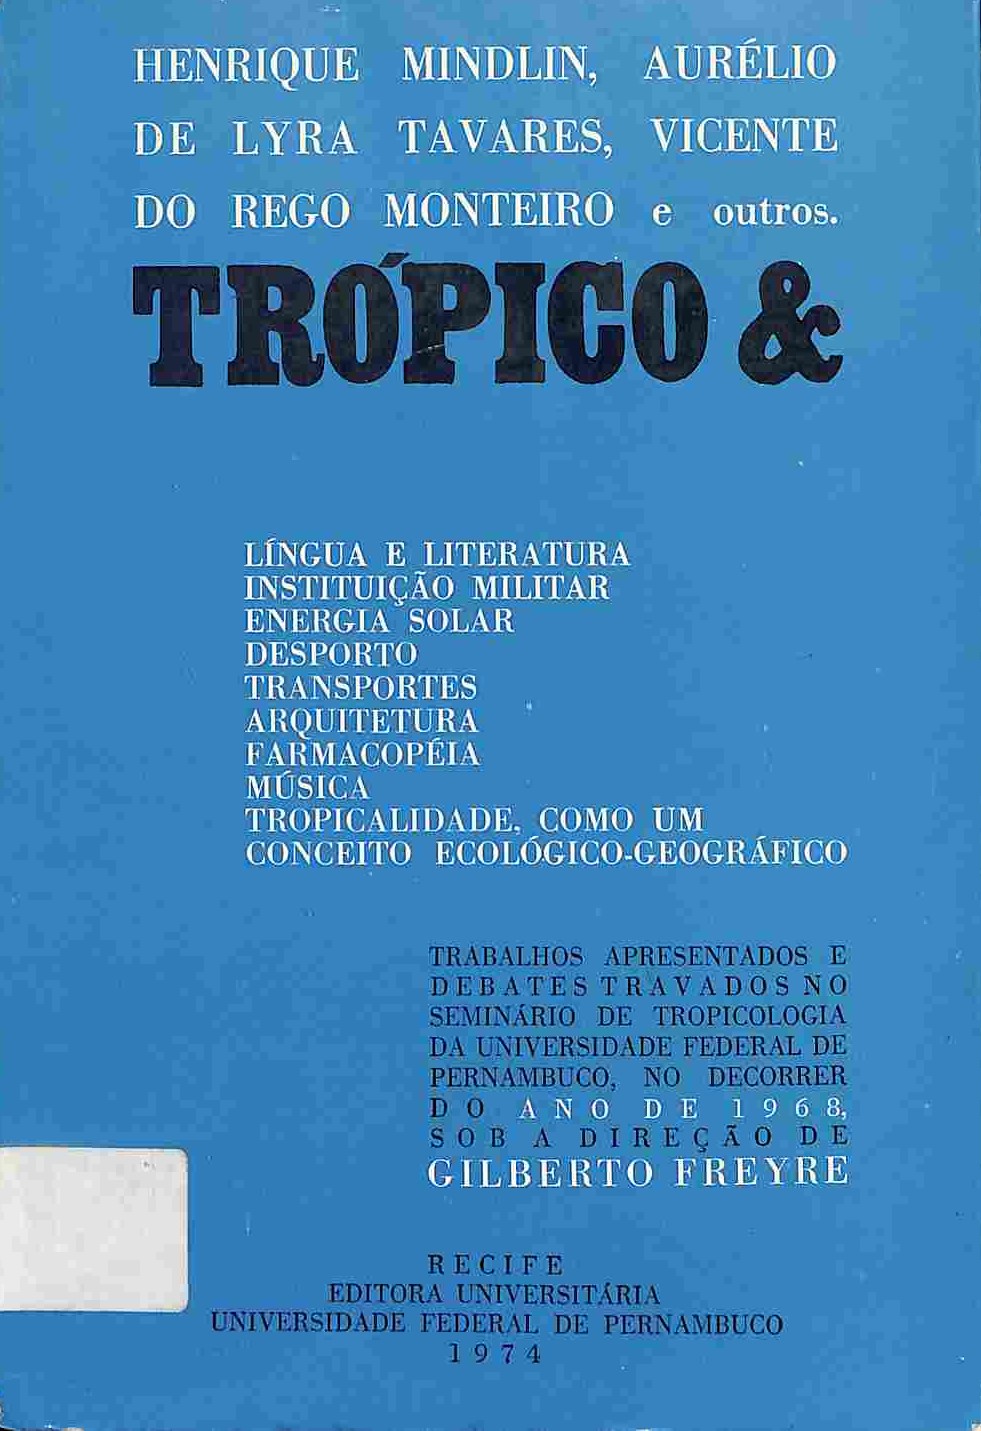 HENRIQUE MINDLIN, AURÉLIO
DE LYRA TAVARES, VICENTE
DO REGO MONTEIRO e outros.
TRÓPICO &
LÍNGUA E LITERATURA
INSTITUIÇÃO MILITAR
ENERGIA SOLAR
DESPORTO
TRANSPORTES
ARQUITETURA
FARMACOPÉIA
MÚSICA
TROPICALIDADE, COMO UM
CONCEITO ECOLÓGICO-GEOGRÁFICO
TRABALHOS APRESENTADOS E
DEBATES TRAVADOS NO
SEMINÁRIO DE TROPICOLOGIA
DA UNIVERSIDADE FEDERAL DE
PERNAMBUCO, NO DECORRER
DO ANO DE 1968,
SOB A DIREÇÃO DE
GILBERTO FREYRE
RECIFE
EDITORA UNIVERSITÁRIA
UNIVERSIDADE FEDERAL DE PERNAMBUCO
1974